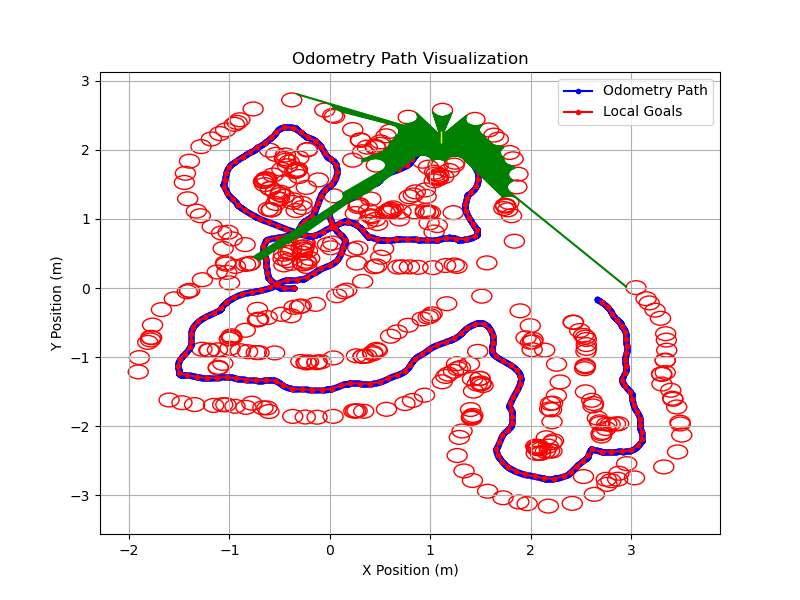 Odometry Path Visualization
Odometry Path
Local Goals
3
2
1
0
−1
−2
−3
Y Position (m)
−2
−1
0
1
2
3
X Position (m)